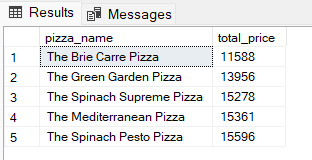 Results Messages
pizza_name total_price
1 The Brie Carre Pizza 11588
2 The Green Garden Pizza 13956
3 The Spinach Supreme Pizza 15278
4 The Mediterranean Pizza 15361
5 The Spinach Pesto Pizza 15596